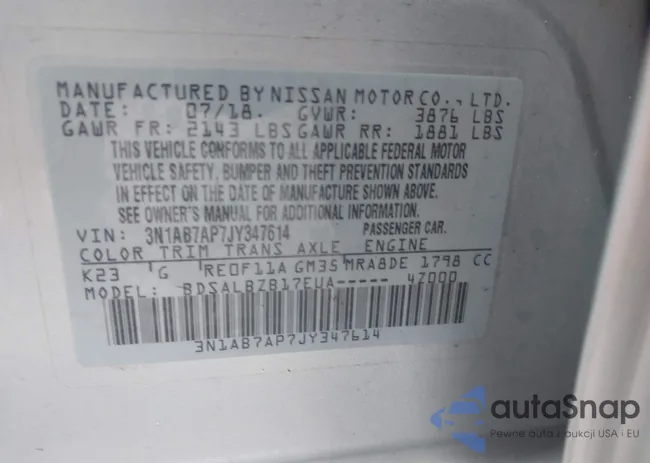 MANUFACTURED BY NISSAN MOTOR CO., LTD.
DATE: 07/18. GVWR: 3876 LBS
GAWR FR: 2143 LBS GAWR RR: 1881 LBS
THIS VEHICLE CONFORMS TO ALL APPLICABLE FEDERAL MOTOR
VEHICLE SAFETY, BUMPER AND THEFT PREVENTION STANDARDS
IN EFFECT ON THE DATE OF MANUFACTURE SHOWN ABOVE.
SEE OWNER'S MANUAL FOR ADDITIONAL INFORMATION.
VIN: 3N1AB7AP7JY347614 PASSENGER CAR.
COLOR TRIM TRANS AXLE ENGINE
K23 G RE0F11A GM35 MRA8DE 1798 CC
MODEL: BDSALBZB17EUA----- 4Z000
3N1AB7AP7JY347614
autaSnap
Pewne auta z aukcji USA i EU